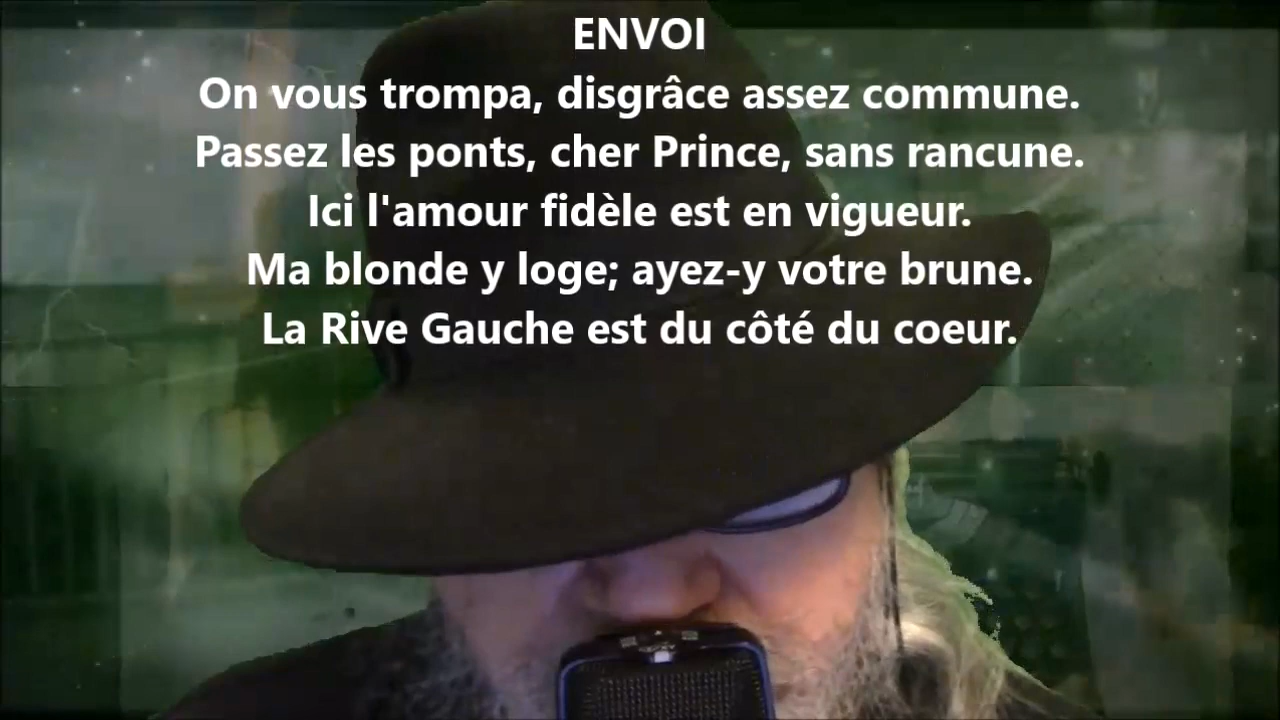 ENVOI
On vous trompa, disgrâce assez commune.
Passez les ponts, cher Prince, sans rancune.
Ici l'amour fidèle est en vigueur.
Ma blonde y loge; ayez-y votre brune.
La Rive Gauche est du côté du coeur.